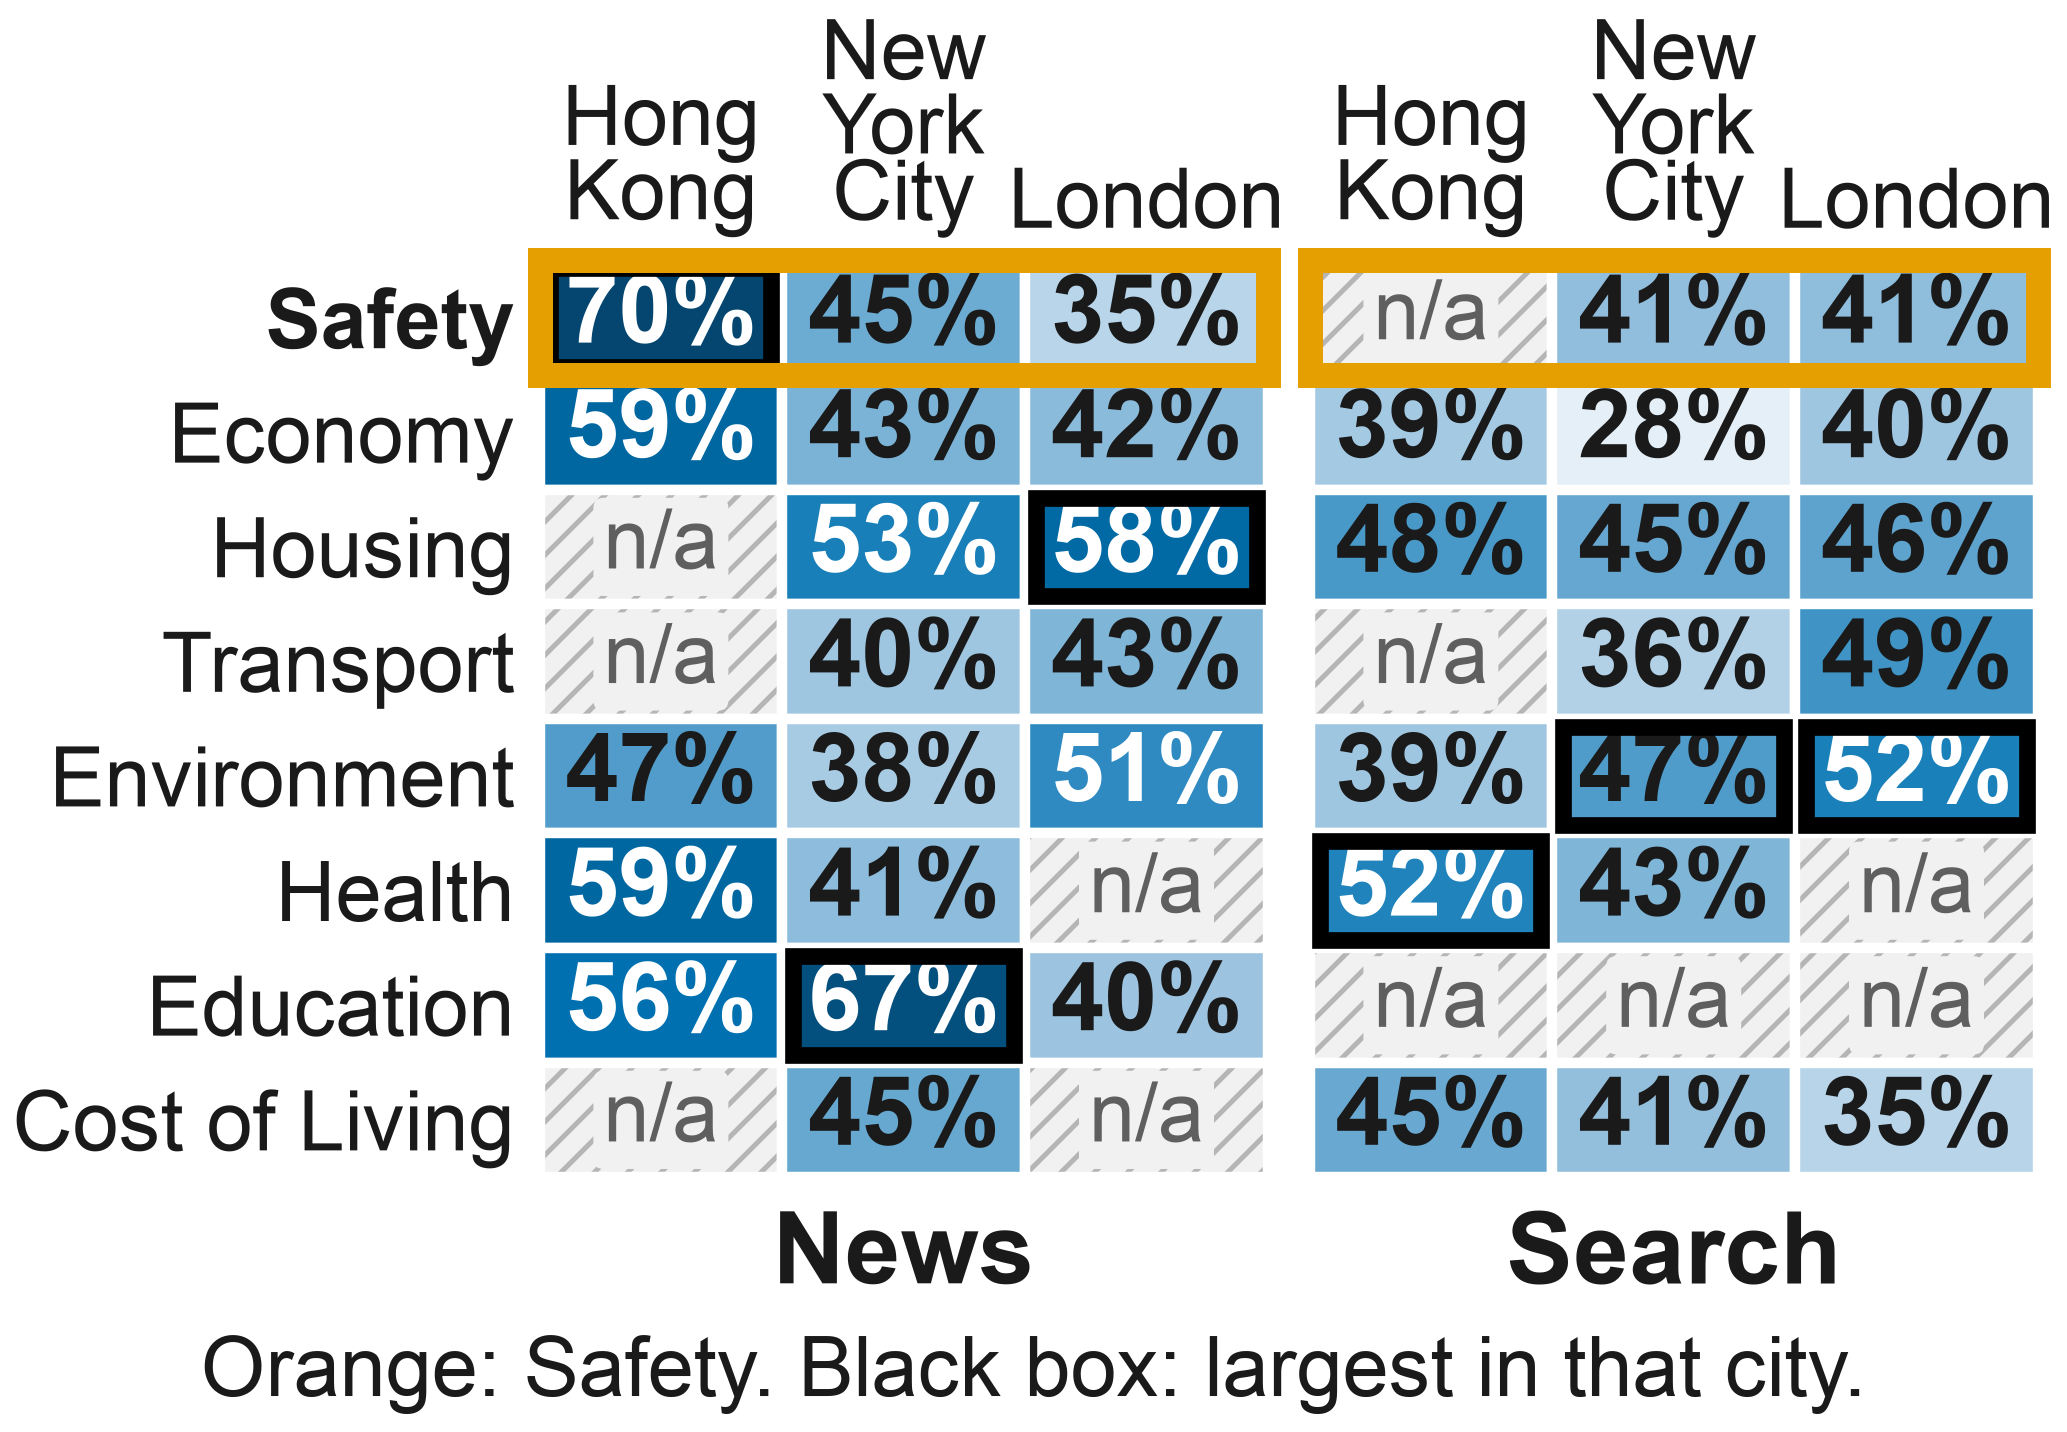 Hong Kong New York City London Hong Kong New York City London
Safety 70% 45% 35% n/a 41% 41%
Economy 59% 43% 42% 39% 28% 40%
Housing n/a 53% 58% 48% 45% 46%
Transport n/a 40% 43% n/a 36% 49%
Environment 47% 38% 51% 39% 47% 52%
Health 59% 41% n/a 52% 43% n/a
Education 56% 67% 40% n/a n/a n/a
Cost of Living n/a 45% n/a 45% 41% 35%
News Search
Orange: Safety. Black box: largest in that city.